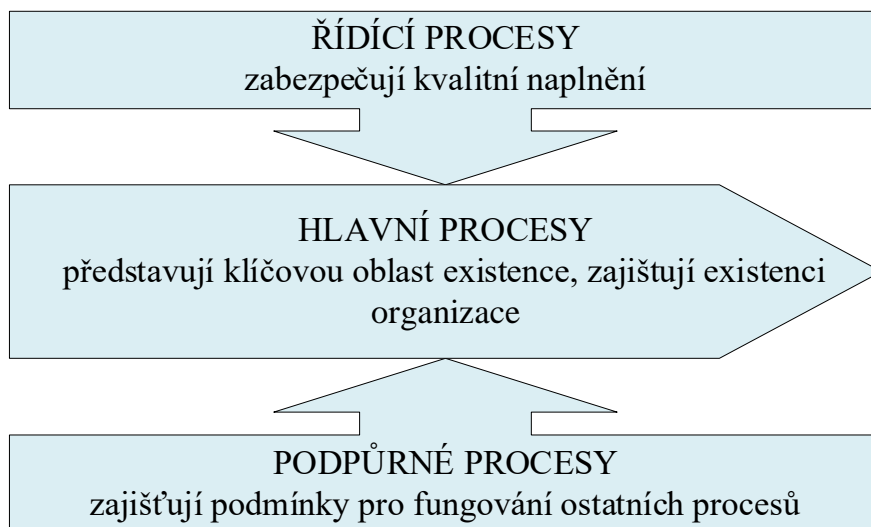 ŘÍDÍCÍ PROCESY
zabezpečují kvalitní naplnění
HLAVNÍ PROCESY
představují klíčovou oblast existence, zajištují existenci
organizace
PODPŮRNÉ PROCESY
zajišťují podmínky pro fungování ostatních procesů